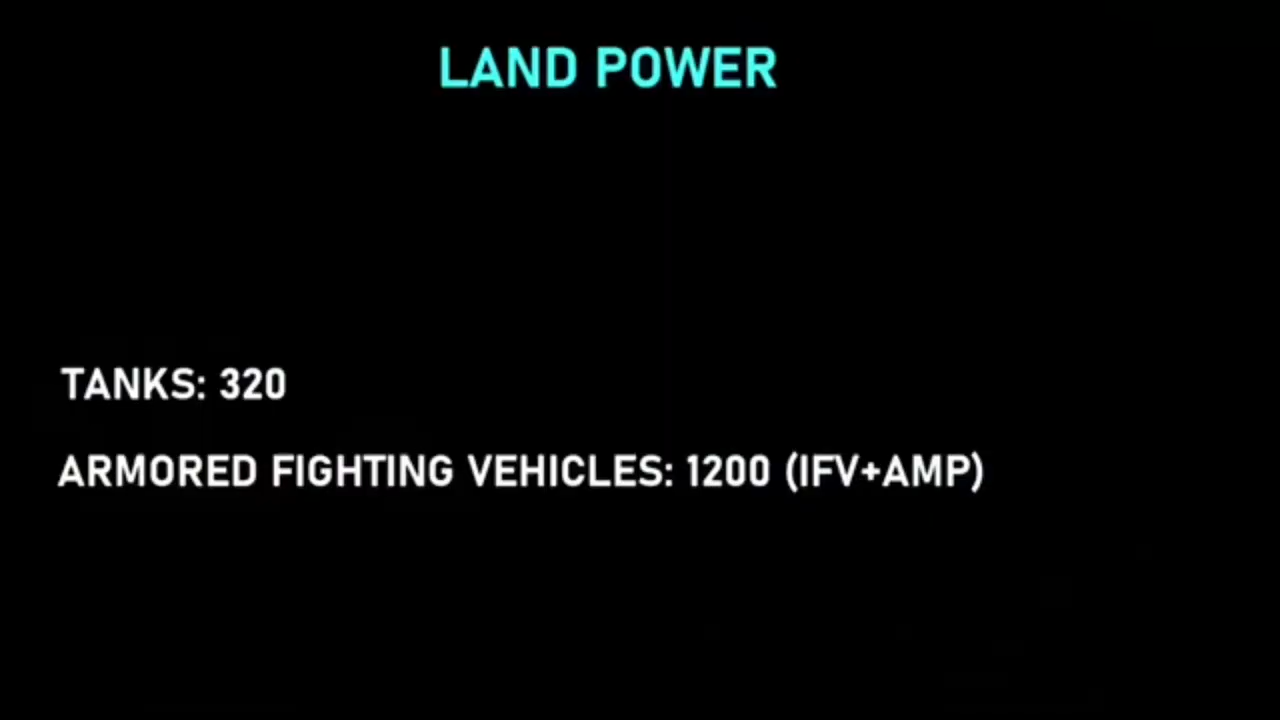 LAND POWER
TANKS: 320
ARMORED FIGHTING VEHICLES: 1200 (IFV+AMP)